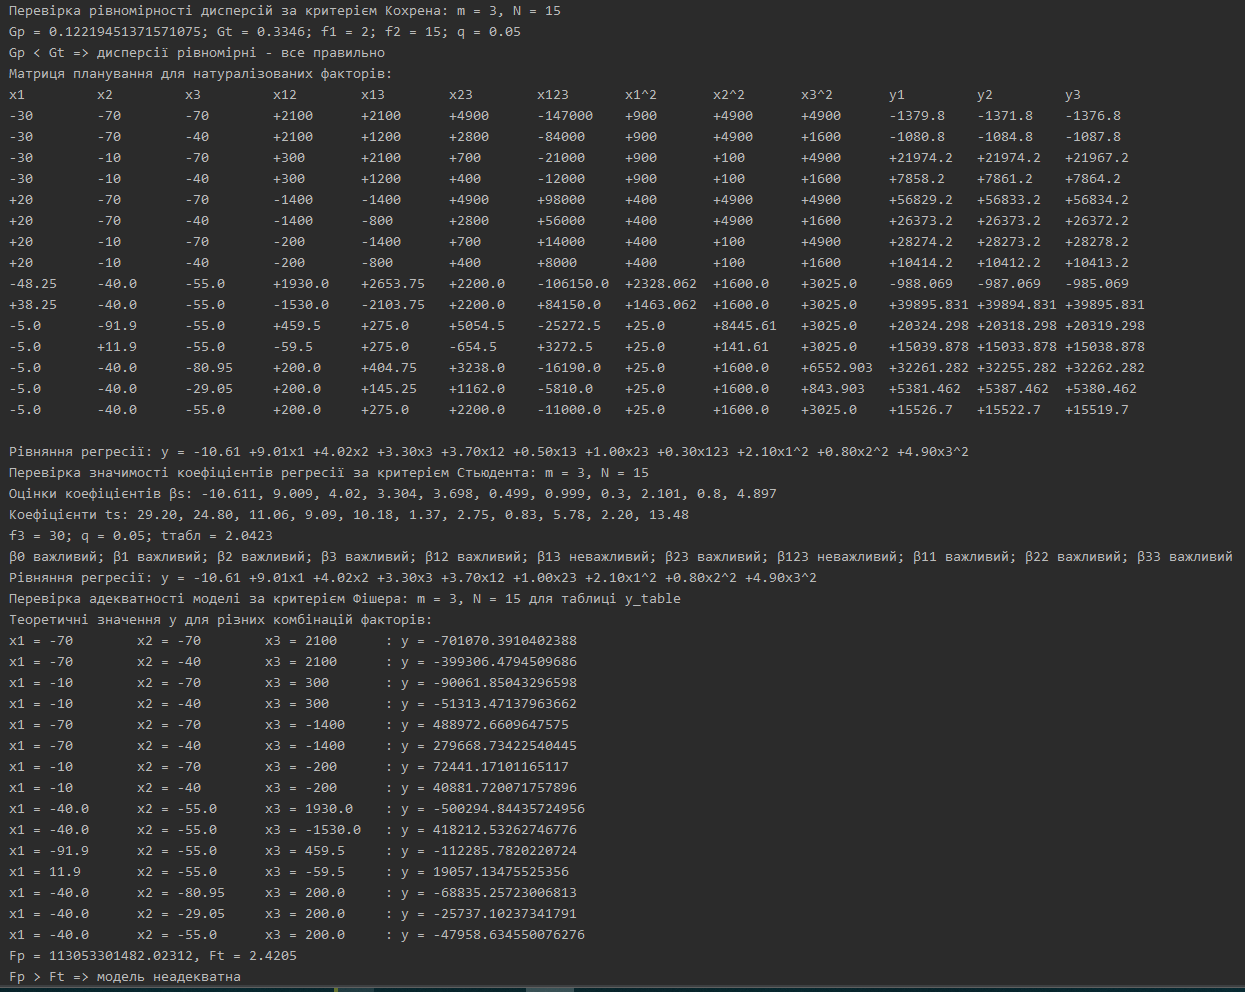 Перевірка рівномірності дисперсій за критерієм Кохрена: m = 3, N = 15
Gp = 0.12219451371571075; Gt = 0.3346; f1 = 2; f2 = 15; q = 0.05
Gp < Gt => дисперсії рівномірні - все правильно
Матриця планування для натуралізованих факторів:
x1 x2 x3 x12 x13 x23 x123 x1^2 x2^2 x3^2 y1 y2 y3
-30 -70 -70 +2100 +2100 +4900 -147000 +900 +4900 +4900 -1379.8 -1371.8 -1376.8
-30 -70 -40 +2100 +1200 +2800 -84000 +900 +4900 +1600 -1080.8 -1084.8 -1087.8
-30 -10 -70 +300 +2100 +700 -21000 +900 +100 +4900 +21974.2 +21974.2 +21967.2
-30 -10 -40 +300 +1200 +400 -12000 +900 +100 +1600 +7858.2 +7861.2 +7864.2
+20 -70 -70 -1400 -1400 +4900 +98000 +400 +4900 +4900 +56829.2 +56833.2 +56834.2
+20 -70 -40 -1400 -800 +2800 +56000 +400 +4900 +1600 +26373.2 +26373.2 +26372.2
+20 -10 -70 -200 -1400 +700 +14000 +400 +100 +4900 +28274.2 +28273.2 +28278.2
+20 -10 -40 -200 -800 +400 +8000 +400 +100 +1600 +10414.2 +10412.2 +10413.2
-48.25 -40.0 -55.0 +1930.0 +2653.75 +2200.0 -106150.0 +2328.062 +1600.0 +3025.0 -988.069 -987.069 -985.069
+38.25 -40.0 -55.0 -1530.0 -2103.75 +2200.0 +84150.0 +1463.062 +1600.0 +3025.0 +39895.831 +39894.831 +39895.831
-5.0 -91.9 -55.0 +459.5 +275.0 +5054.5 -25272.5 +25.0 +8445.61 +3025.0 +20324.298 +20318.298 +20319.298
-5.0 +11.9 -55.0 -59.5 +275.0 -654.5 +3272.5 +25.0 +141.61 +3025.0 +15039.878 +15033.878 +15038.878
-5.0 -40.0 -80.95 +200.0 +404.75 +3238.0 -16190.0 +25.0 +1600.0 +6552.903 +32261.282 +32255.282 +32262.282
-5.0 -40.0 -29.05 +200.0 +145.25 +1162.0 -5810.0 +25.0 +1600.0 +843.903 +5381.462 +5387.462 +5380.462
-5.0 -40.0 -55.0 +200.0 +275.0 +2200.0 -11000.0 +25.0 +1600.0 +3025.0 +15526.7 +15522.7 +15519.7
Рівняння регресії: y = -10.61 +9.01x1 +4.02x2 +3.30x3 +3.70x12 +0.50x13 +1.00x23 +0.30x123 +2.10x1^2 +0.80x2^2 +4.90x3^2
Перевірка значимості коефіцієнтів регресії за критерієм Стьюдента: m = 3, N = 15
Оцінки коефіцієнтів βs: -10.611, 9.009, 4.02, 3.304, 3.698, 0.499, 0.999, 0.3, 2.101, 0.8, 4.897
Коефіцієнти ts: 29.20, 24.80, 11.06, 9.09, 10.18, 1.37, 2.75, 0.83, 5.78, 2.20, 13.48
f3 = 30; q = 0.05; tтабл = 2.0423
β0 важливий; β1 важливий; β2 важливий; β3 важливий; β12 важливий; β13 неважливий; β23 важливий; β123 неважливий; β11 важливий; β22 важливий; β33 важливий
Рівняння регресії: y = -10.61 +9.01x1 +4.02x2 +3.30x3 +3.70x12 +1.00x23 +2.10x1^2 +0.80x2^2 +4.90x3^2
Перевірка адекватності моделі за критерієм Фішера: m = 3, N = 15 для таблиці y_table
Теоретичні значення y для різних комбінацій факторів:
x1 = -70 x2 = -70 x3 = 2100 : y = -701070.3910402388
x1 = -70 x2 = -40 x3 = 2100 : y = -399306.4794509686
x1 = -10 x2 = -70 x3 = 300 : y = -90061.85043296598
x1 = -10 x2 = -40 x3 = 300 : y = -51313.47137963662
x1 = -70 x2 = -70 x3 = -1400 : y = 488972.6609647575
x1 = -70 x2 = -40 x3 = -1400 : y = 279668.73422540445
x1 = -10 x2 = -70 x3 = -200 : y = 72441.17101165117
x1 = -10 x2 = -40 x3 = -200 : y = 40881.720071757896
x1 = -40.0 x2 = -55.0 x3 = 1930.0 : y = -500294.84435724956
x1 = -40.0 x2 = -55.0 x3 = -1530.0 : y = 418212.53262746776
x1 = -91.9 x2 = -55.0 x3 = 459.5 : y = -112285.7820220724
x1 = 11.9 x2 = -55.0 x3 = -59.5 : y = 19057.13475525356
x1 = -40.0 x2 = -80.95 x3 = 200.0 : y = -68835.25723006813
x1 = -40.0 x2 = -29.05 x3 = 200.0 : y = -25737.10237341791
x1 = -40.0 x2 = -55.0 x3 = 200.0 : y = -47958.634550076276
Fp = 113053301482.02312, Ft = 2.4205
Fp > Ft => модель неадекватна